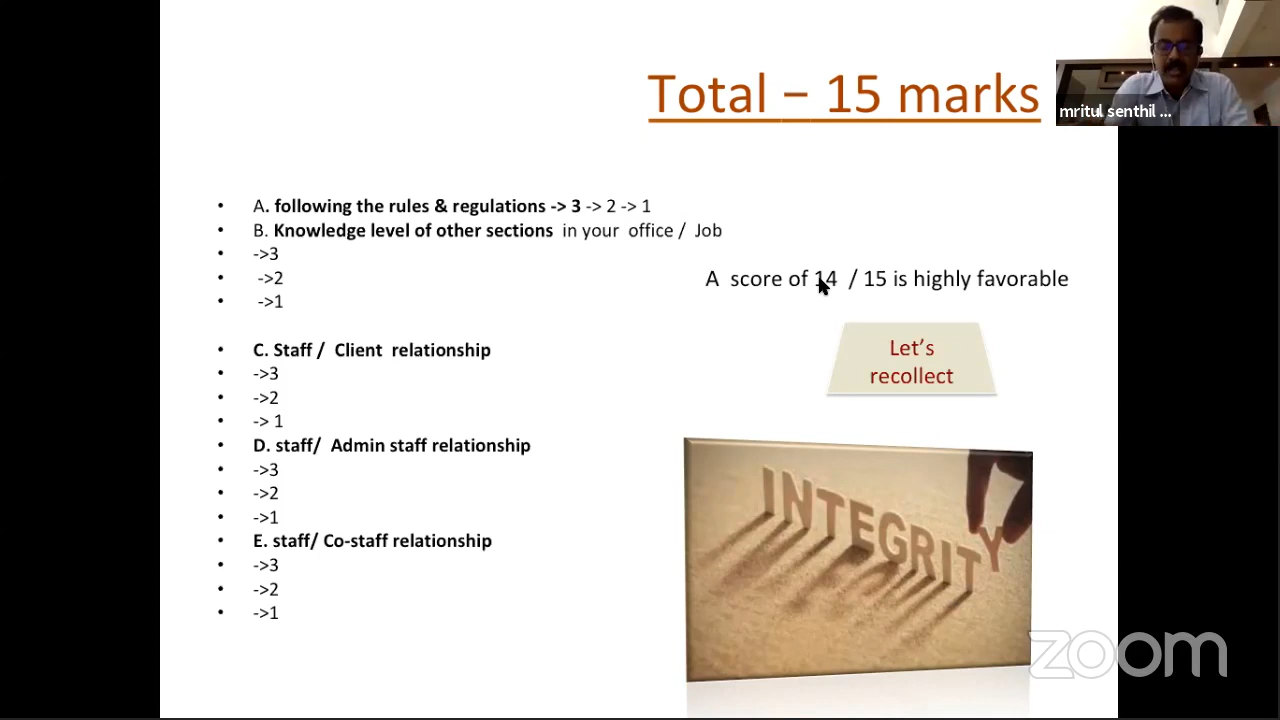 Total – 15 marks
mritul senthil ...
• A. following the rules & regulations -> 3 -> 2 -> 1
• B. Knowledge level of other sections in your office / Job
• ->3
• ->2
• ->1
A score of 14 / 15 is highly favorable
Let's
recollect
• C. Staff / Client relationship
• ->3
• ->2
• -> 1
• D. staff/ Admin staff relationship
• ->3
• ->2
• ->1
• E. staff/ Co-staff relationship
• ->3
• ->2
• ->1
INTEGRITY
zoom